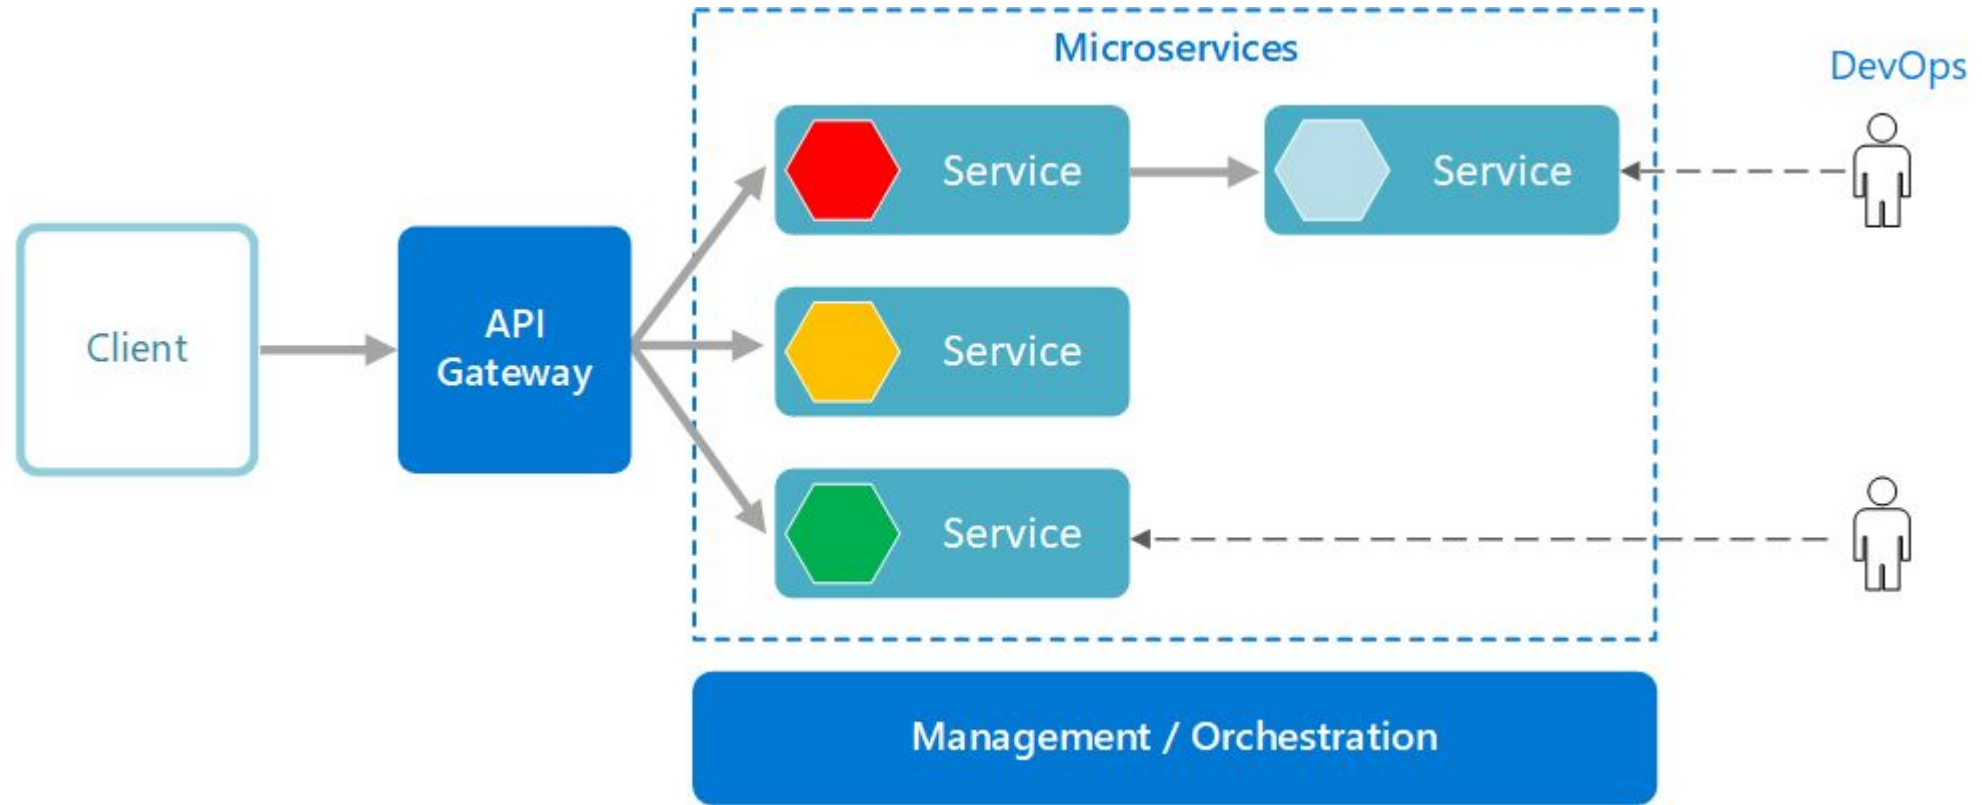 Microservices
DevOps
Service
Service
Client
API
Gateway
Service
Service
Management / Orchestration